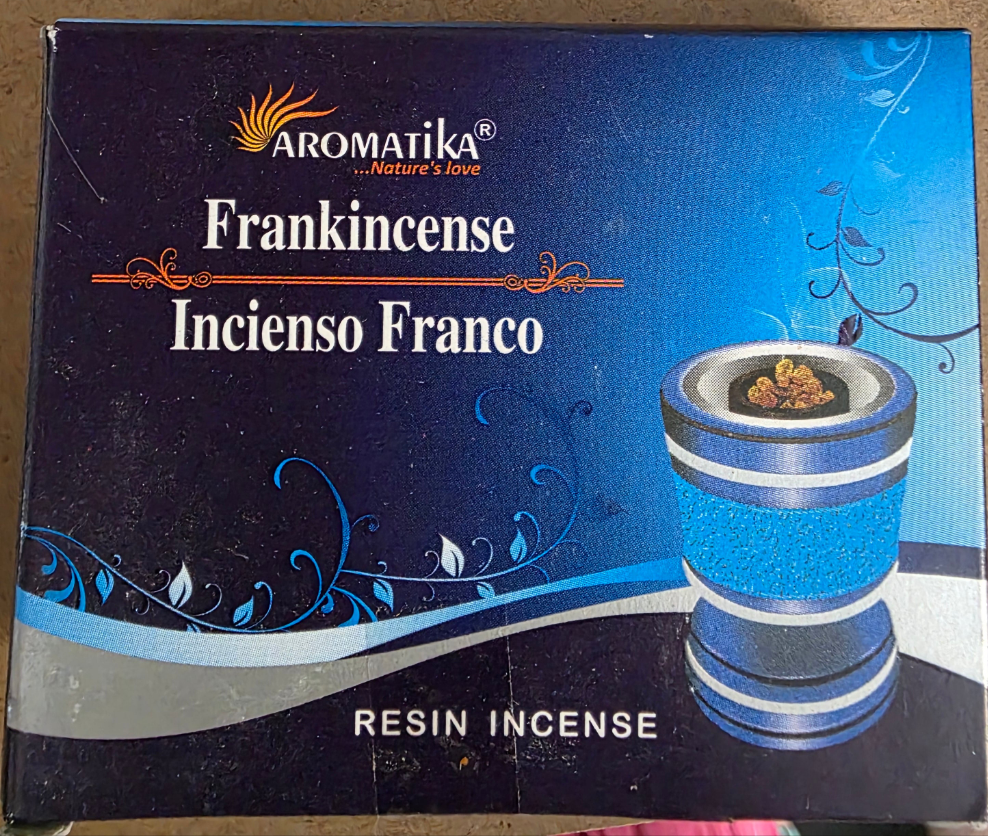 AROMATiKA®
...Nature's love
Frankincense
Incienso Franco
RESIN INCENSE